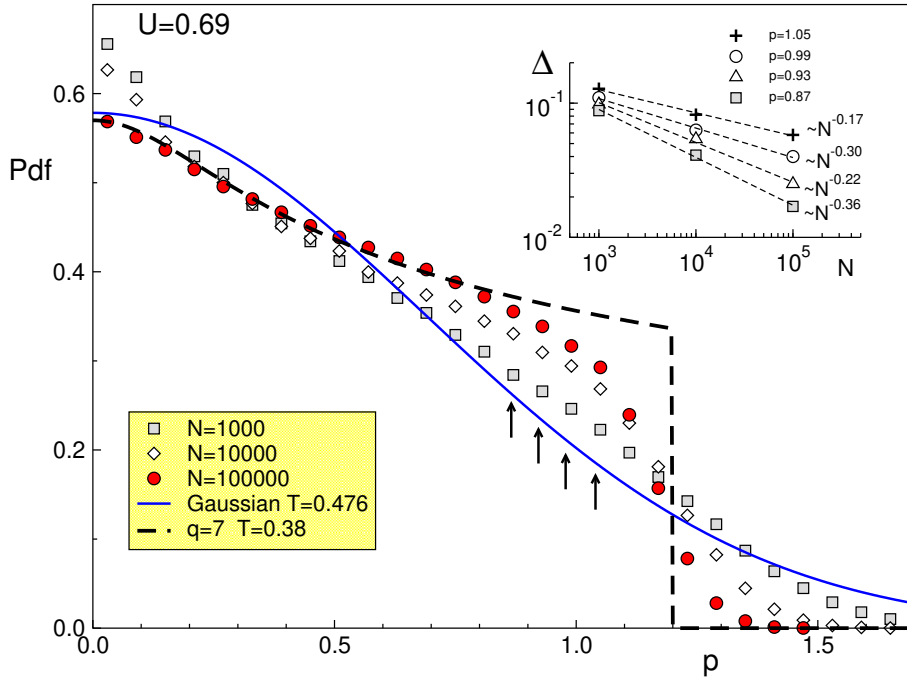 U=0.69
Pdf
0.6
0.4
0.2
0.0
0.0
0.5
1.0
1.5
p
N=1000
N=10000
N=100000
Gaussian T=0.476
q=7 T=0.38
p=1.05
p=0.99
p=0.93
p=0.87
Δ
10⁻¹
10⁻²
10³
10⁴
10⁵
N
~N⁻⁰·¹⁷
~N⁻⁰·³⁰
~N⁻⁰·²²
~N⁻⁰·³⁶